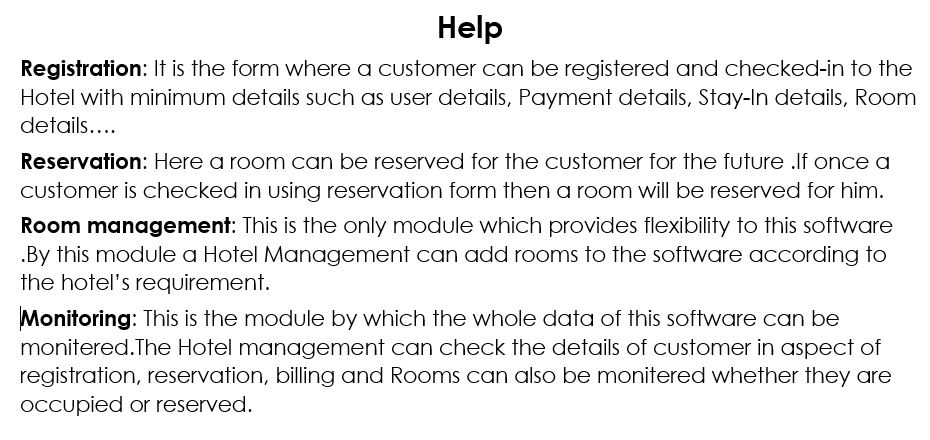 Help
Registration: It is the form where a customer can be registered and checked-in to the
Hotel with minimum details such as user details, Payment details, Stay-In details, Room
details….
Reservation: Here a room can be reserved for the customer for the future .If once a
customer is checked in using reservation form then a room will be reserved for him.
Room management: This is the only module which provides flexibility to this software
.By this module a Hotel Management can add rooms to the software according to
the hotel’s requirement.
Monitoring: This is the module by which the whole data of this software can be
monitered.The Hotel management can check the details of customer in aspect of
registration, reservation, billing and Rooms can also be monitered whether they are
occupied or reserved.